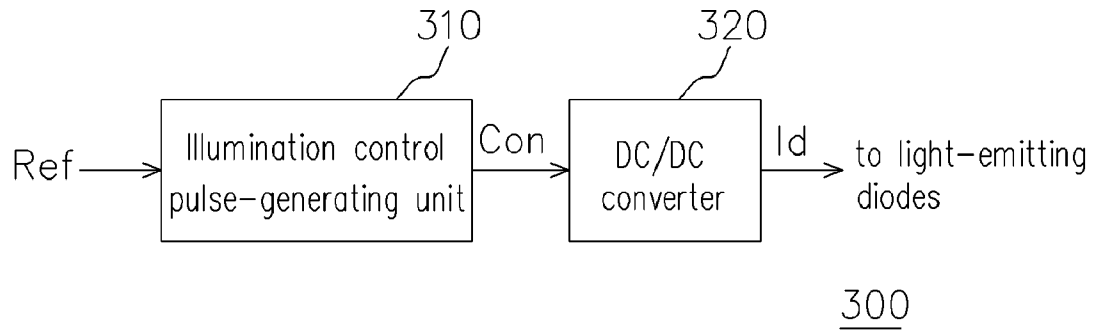 310
320
Ref
Illumination control
pulse-generating unit
Con
DC/DC
converter
Id
to light-emitting
diodes
300